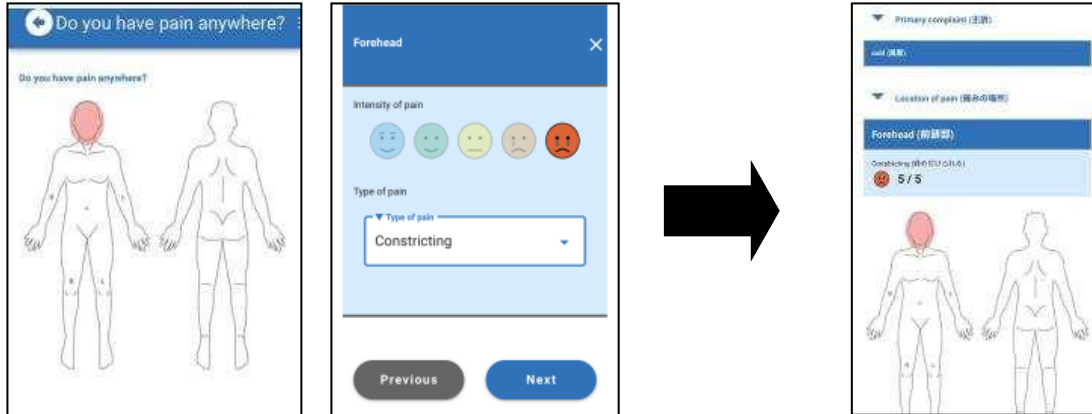 Do you have pain anywhere?
Do you have pain anywhere?
R
L
R
L
Forehead
Intensity of pain
Type of pain
▼ Type of pain
Constricting
Previous
Next
Primary complaint (主訴)
cold (風邪)
Location of pain (痛みの場所)
Forehead (前頭部)
Constricting (締め付けられる)
5 / 5
R
L
R
L